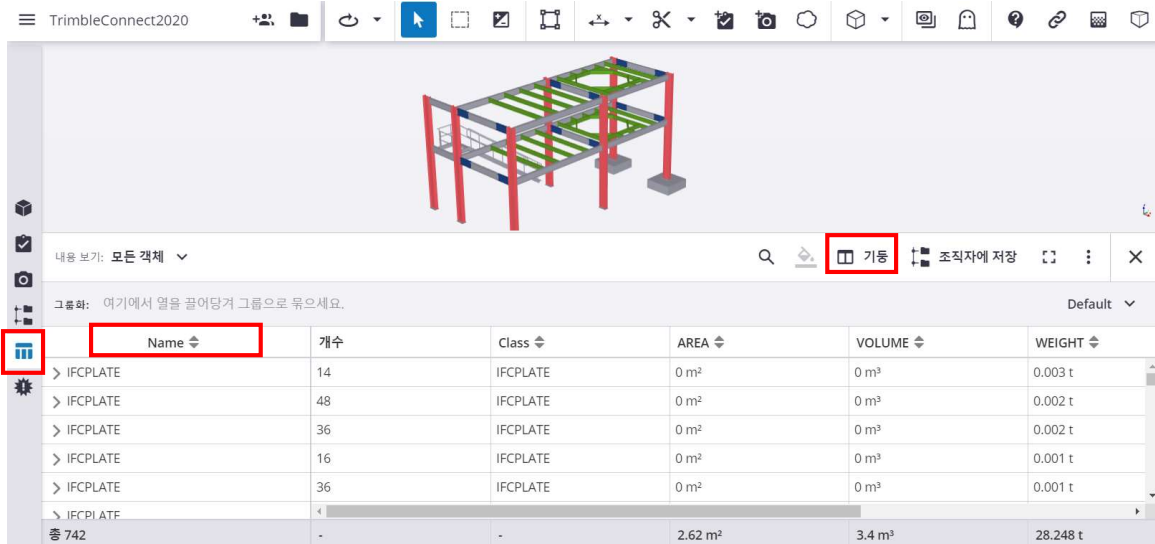 TrimbleConnect2020
내용 보기: 모든 객체 기둥 조직자에 저장
그룹화: 여기에서 열을 끌어당겨 그룹으로 묶으세요. Default
Name 개수 Class AREA VOLUME WEIGHT
IFCPLATE 14 IFCPLATE 0 m² 0 m³ 0.003 t
IFCPLATE 48 IFCPLATE 0 m² 0 m³ 0.002 t
IFCPLATE 36 IFCPLATE 0 m² 0 m³ 0.002 t
IFCPLATE 16 IFCPLATE 0 m² 0 m³ 0.001 t
IFCPLATE 36 IFCPLATE 0 m² 0 m³ 0.001 t
IFCPLATE
총 742 - - 2.62 m² 3.4 m³ 28.248 t